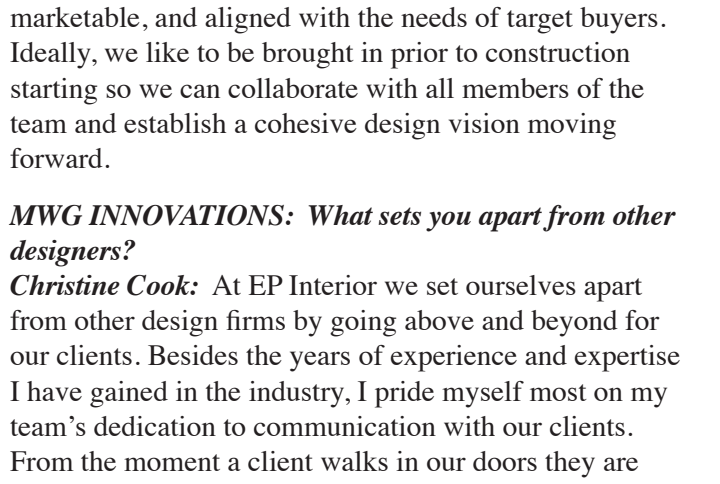 marketable, and aligned with the needs of target buyers.
Ideally, we like to be brought in prior to construction
starting so we can collaborate with all members of the
team and establish a cohesive design vision moving
forward.
MWG INNOVATIONS:  What sets you apart from other
designers?
Christine Cook:  At EP Interior we set ourselves apart
from other design firms by going above and beyond for
our clients. Besides the years of experience and expertise
I have gained in the industry, I pride myself most on my
team’s dedication to communication with our clients.
From the moment a client walks in our doors they are